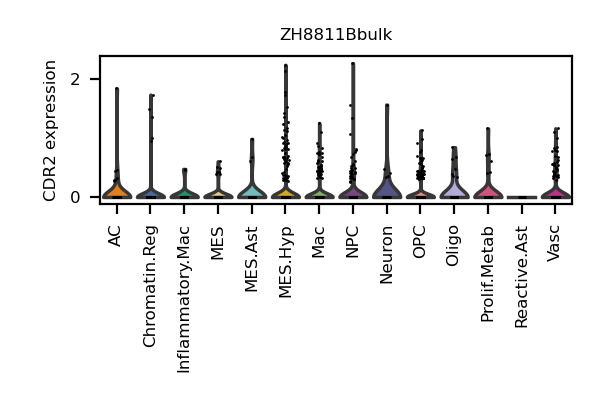 ZH8811Bbulk
CDR2 expression
2
0
AC
Chromatin.Reg
Inflammatory.Mac
MES
MES.Ast
MES.Hyp
Mac
NPC
Neuron
OPC
Oligo
Prolif.Metab
Reactive.Ast
Vasc